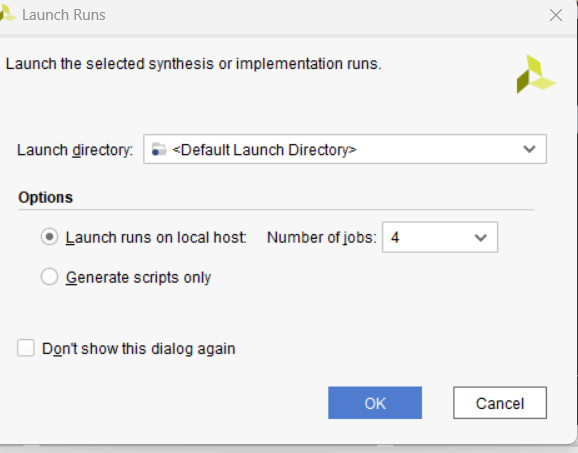 Launch Runs
Launch the selected synthesis or implementation runs.
Launch directory: <Default Launch Directory>
Options
Launch runs on local host: Number of jobs: 4
Generate scripts only
Don't show this dialog again
OK Cancel